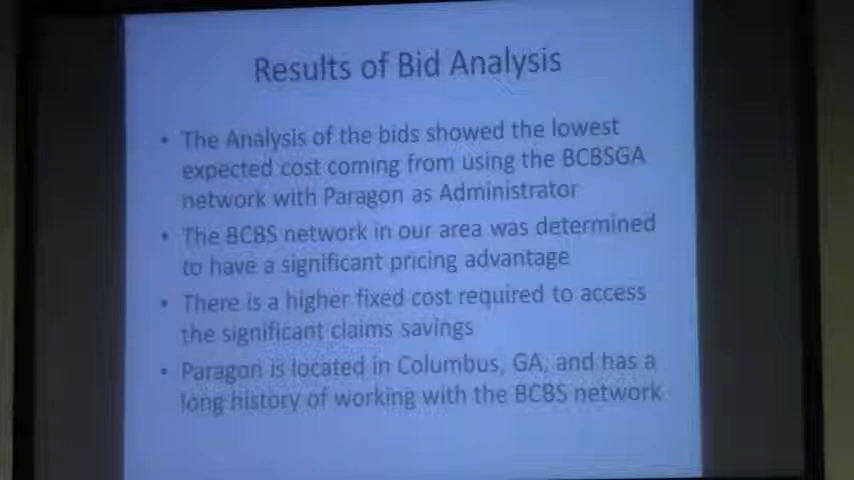 Results of Bid Analysis
• The Analysis of the bids showed the lowest
expected cost coming from using the BCBSGA
network with Paragon as Administrator
• The BCBS network in our area was determined
to have a significant pricing advantage
• There is a higher fixed cost required to access
the significant claims savings
• Paragon is located in Columbus, GA, and has a
long history of working with the BCBS network